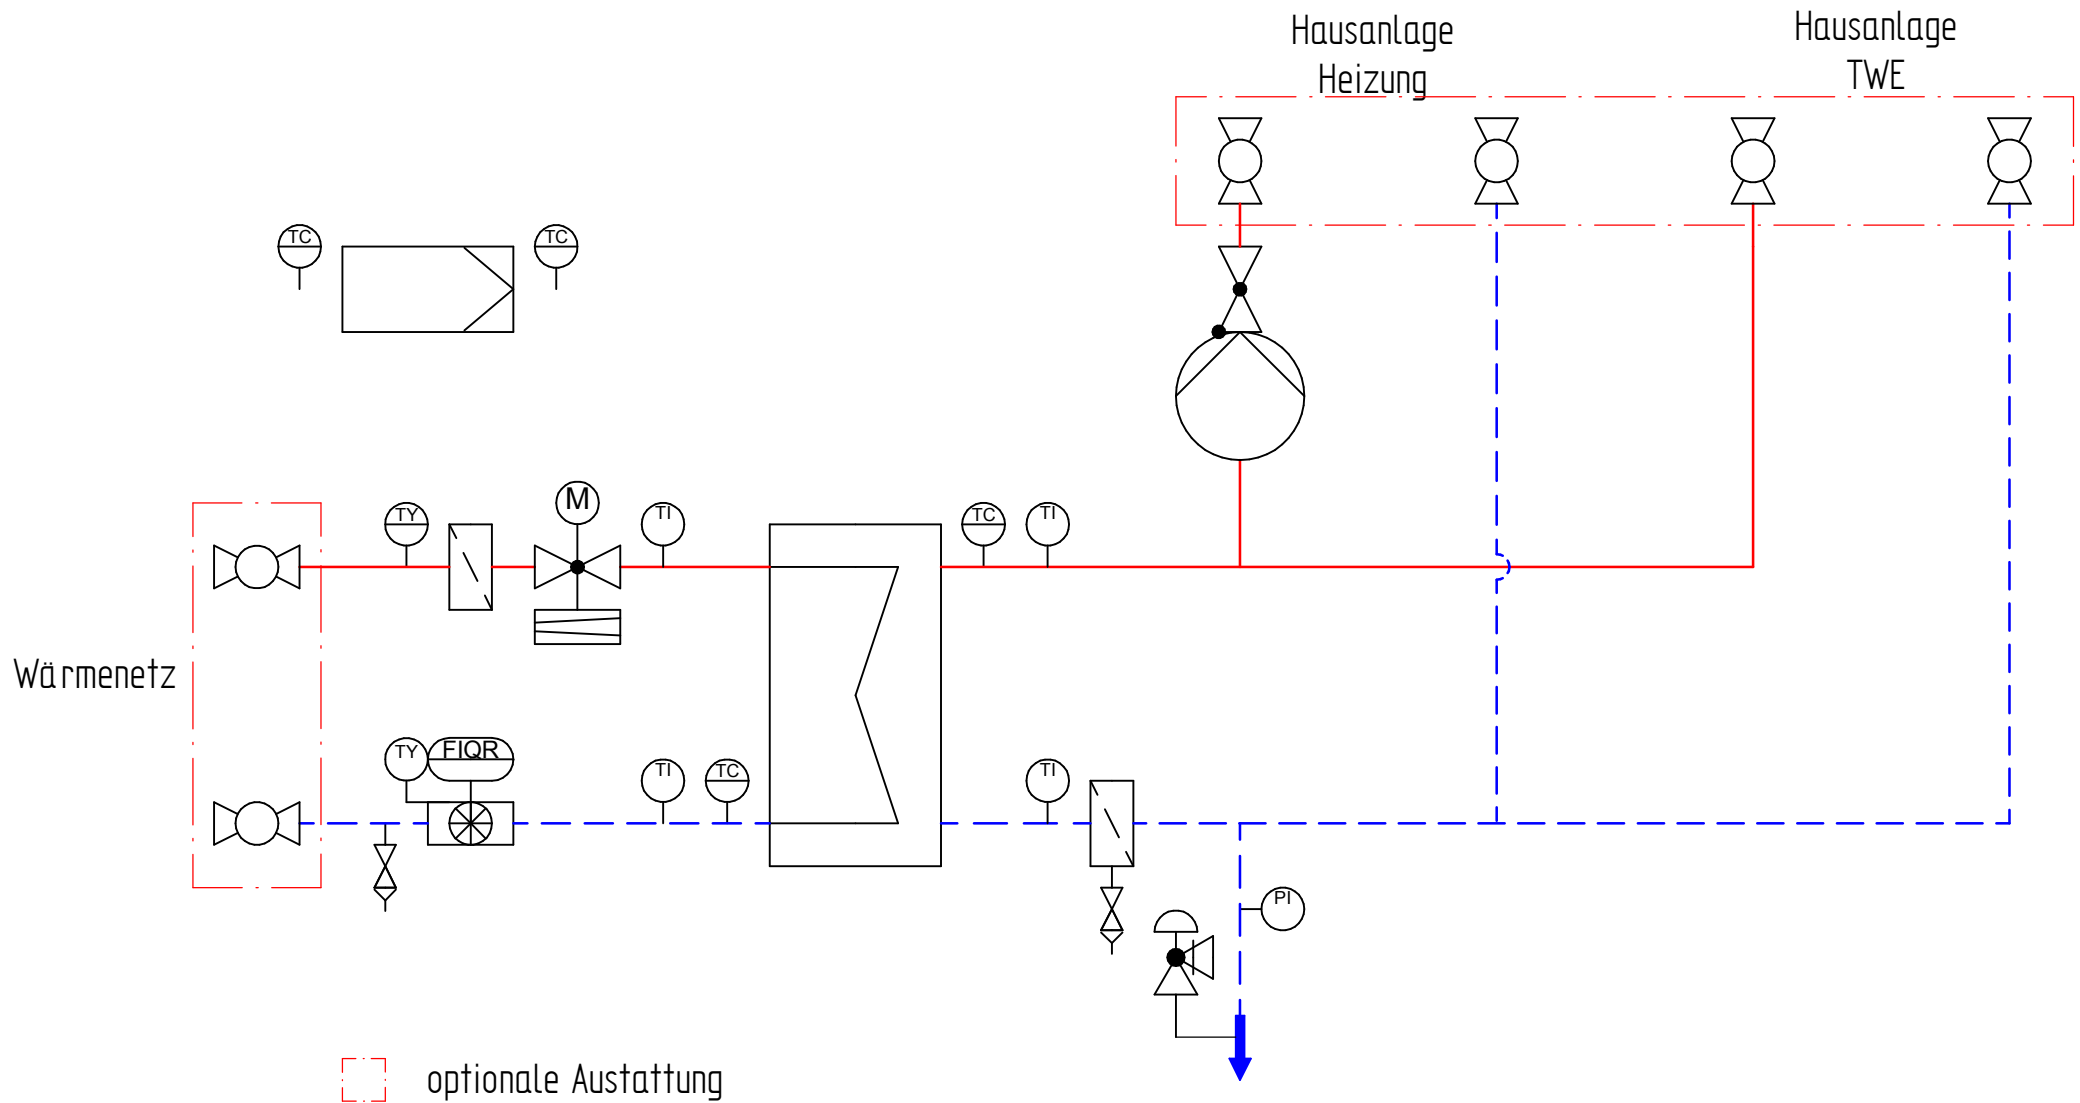 Hausanlage
Heizung
Hausanlage
TWE
TC
TC
TY
M
TI
TC
TI
Wärmenetz
TY
FIQR
TI
TC
TI
PI
optionale Austattung